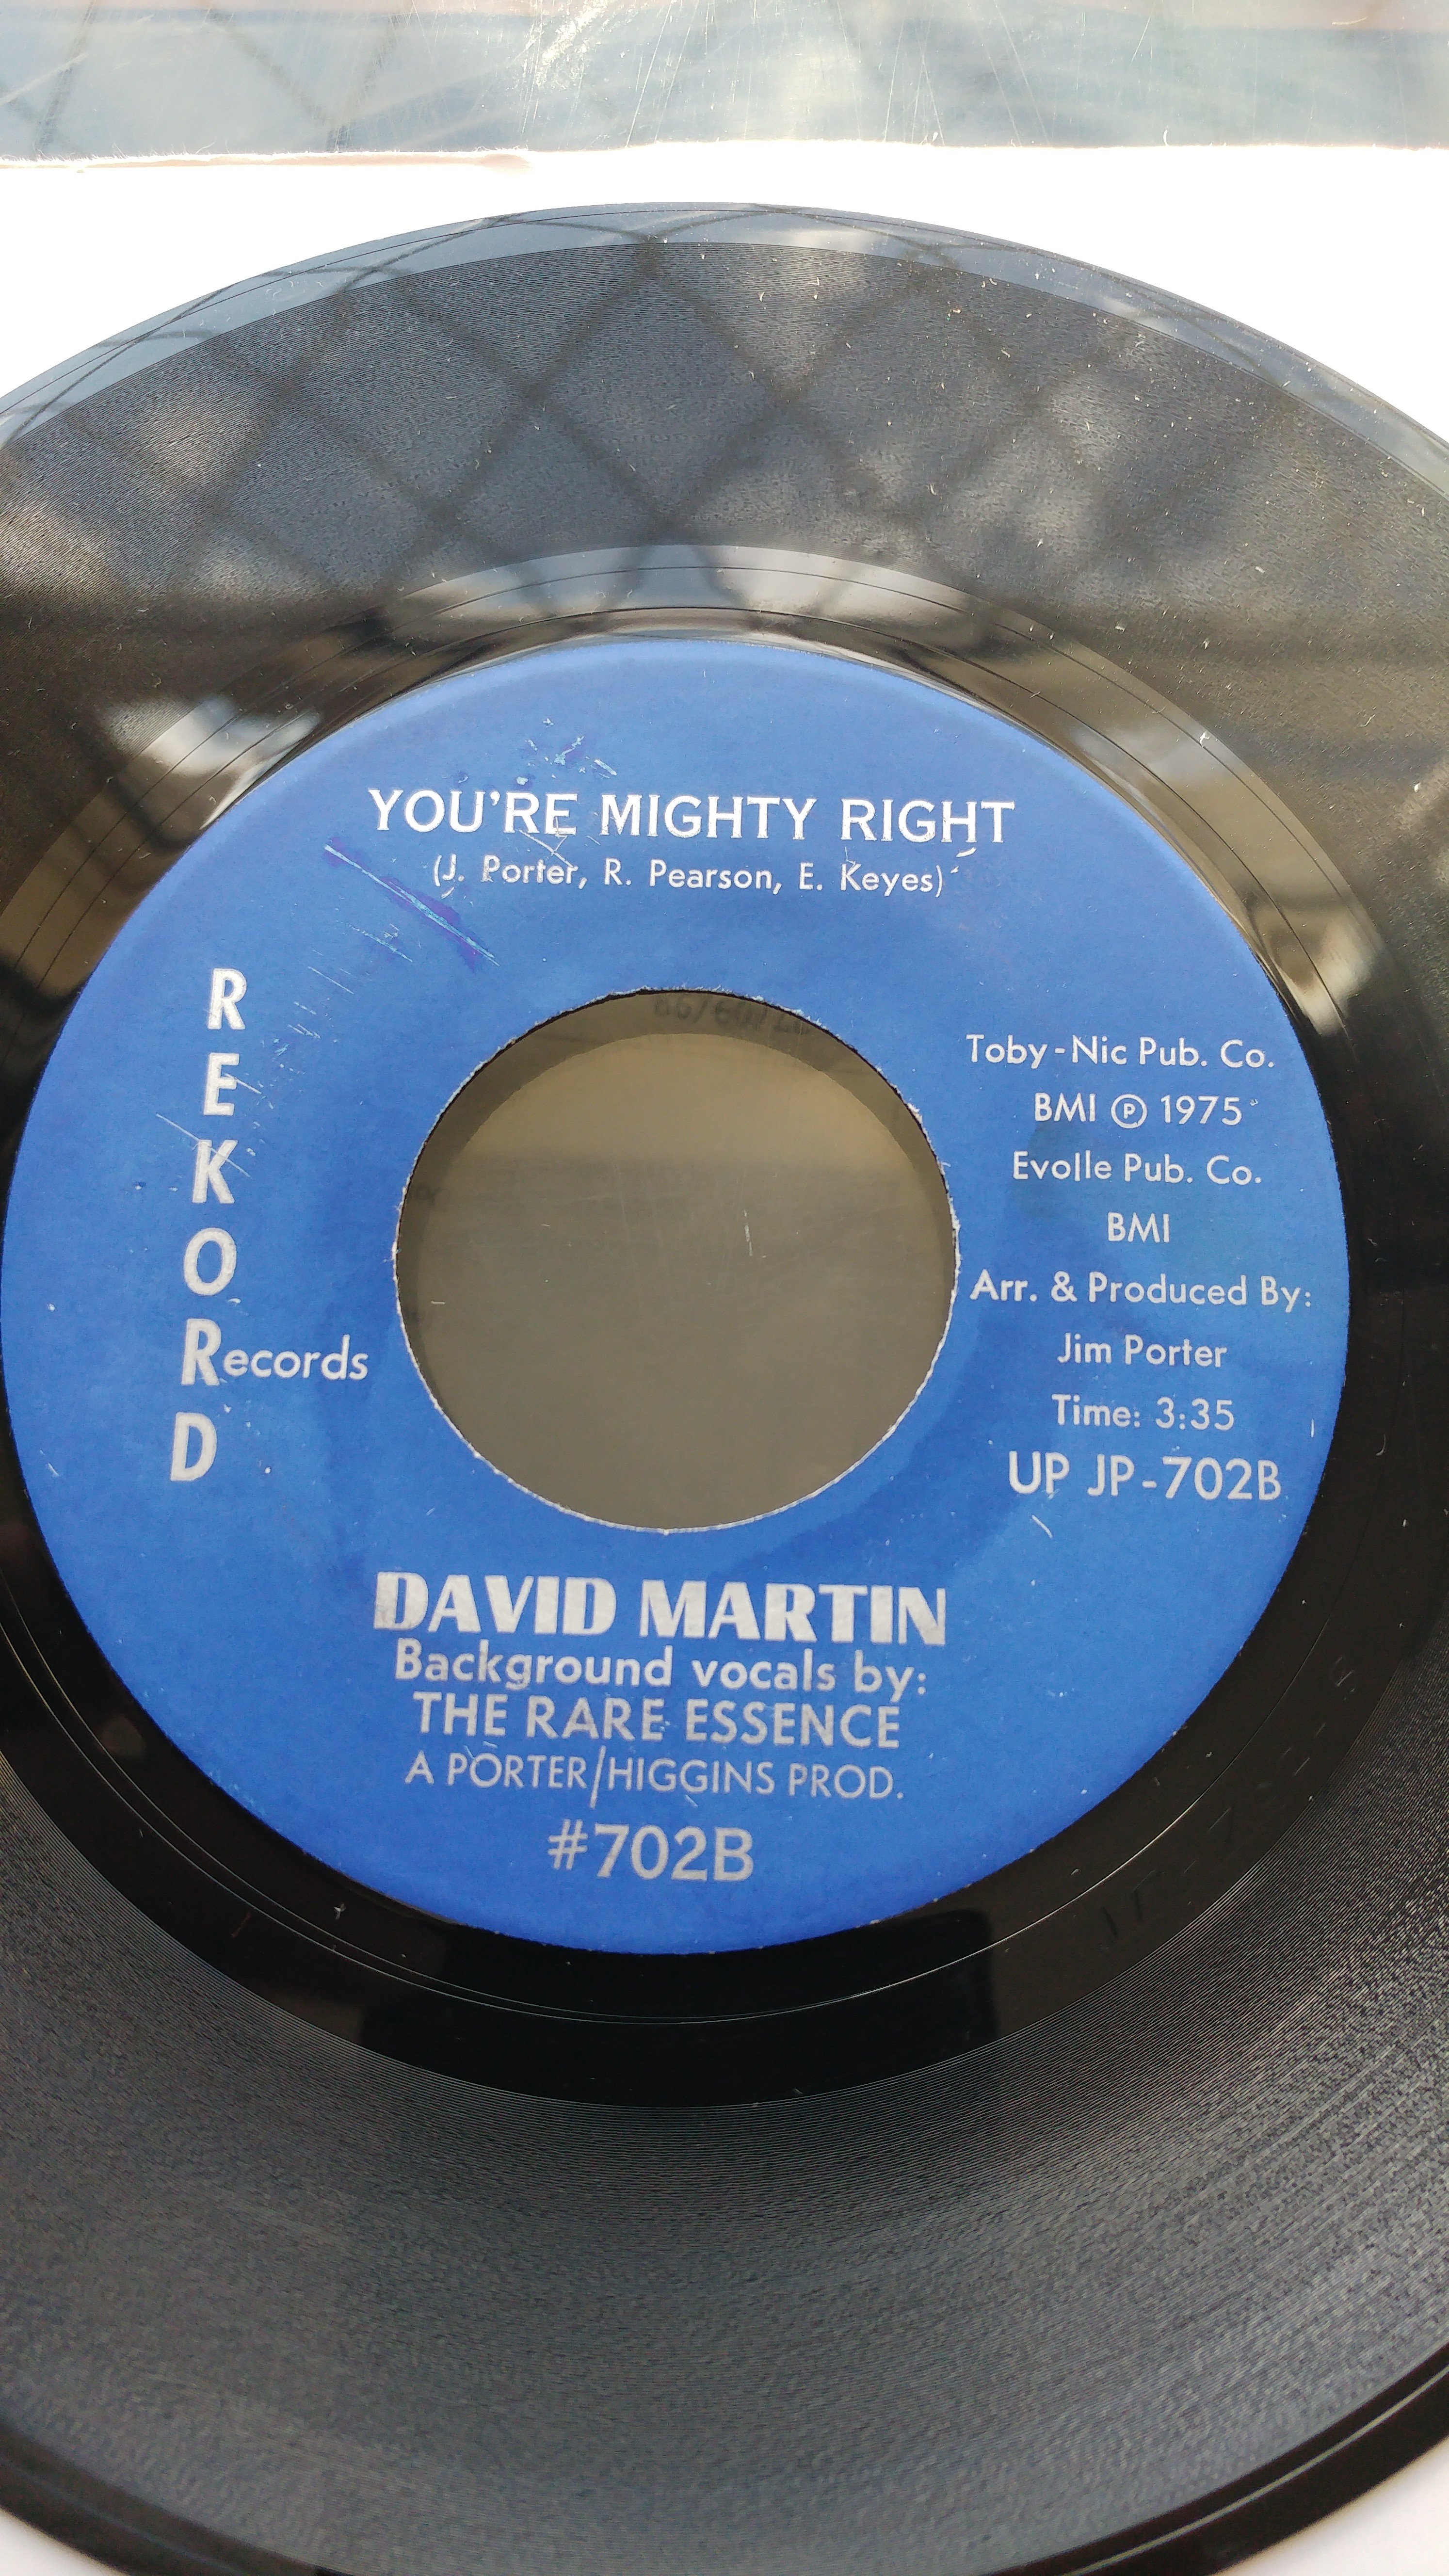 YOU'RE MIGHTY RIGHT
(J. Porter, R. Pearson, E. Keyes)
REKORD
Records
Toby-Nic Pub. Co.
BMI ℗ 1975
Evolle Pub. Co.
BMI
Arr. & Produced By:
Jim Porter
Time: 3:35
UP JP-702B
DAVID MARTIN
Background vocals by:
THE RARE ESSENCE
A PORTER/HIGGINS PROD.
#702B